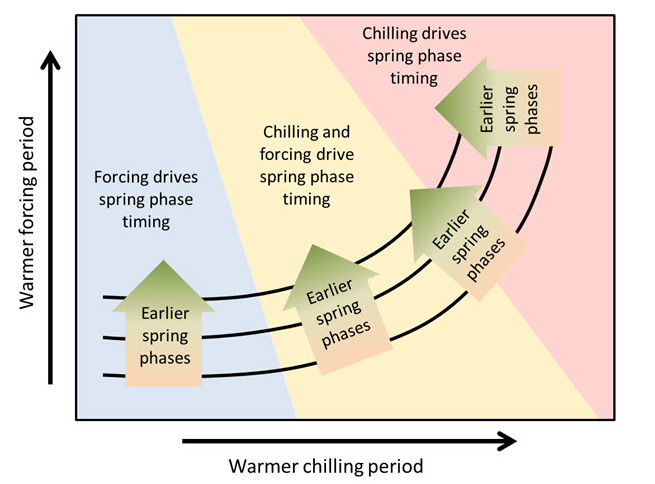 Chilling drives
spring phase
timing
Earlier
spring
phases
Chilling and
forcing drive
spring phase
timing
Forcing drives
spring phase
timing
Earlier
spring
phases
Earlier
spring
phases
Earlier
spring
phases
Warmer forcing period
Warmer chilling period